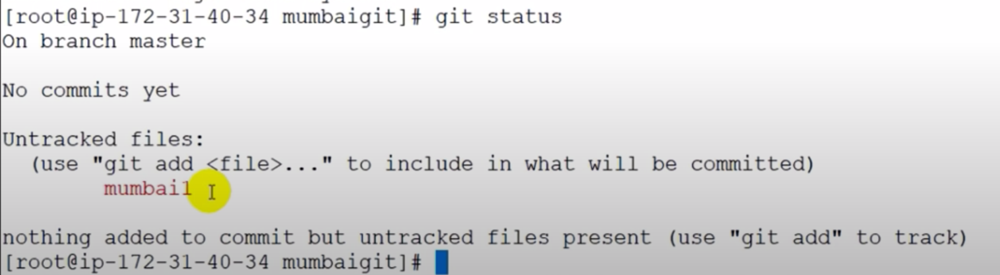 [root@ip-172-31-40-34 mumbaigit]# git status
On branch master
No commits yet
Untracked files:
(use "git add <file>..." to include in what will be committed)
mumbai1
nothing added to commit but untracked files present (use "git add" to track)
[root@ip-172-31-40-34 mumbaigit]#